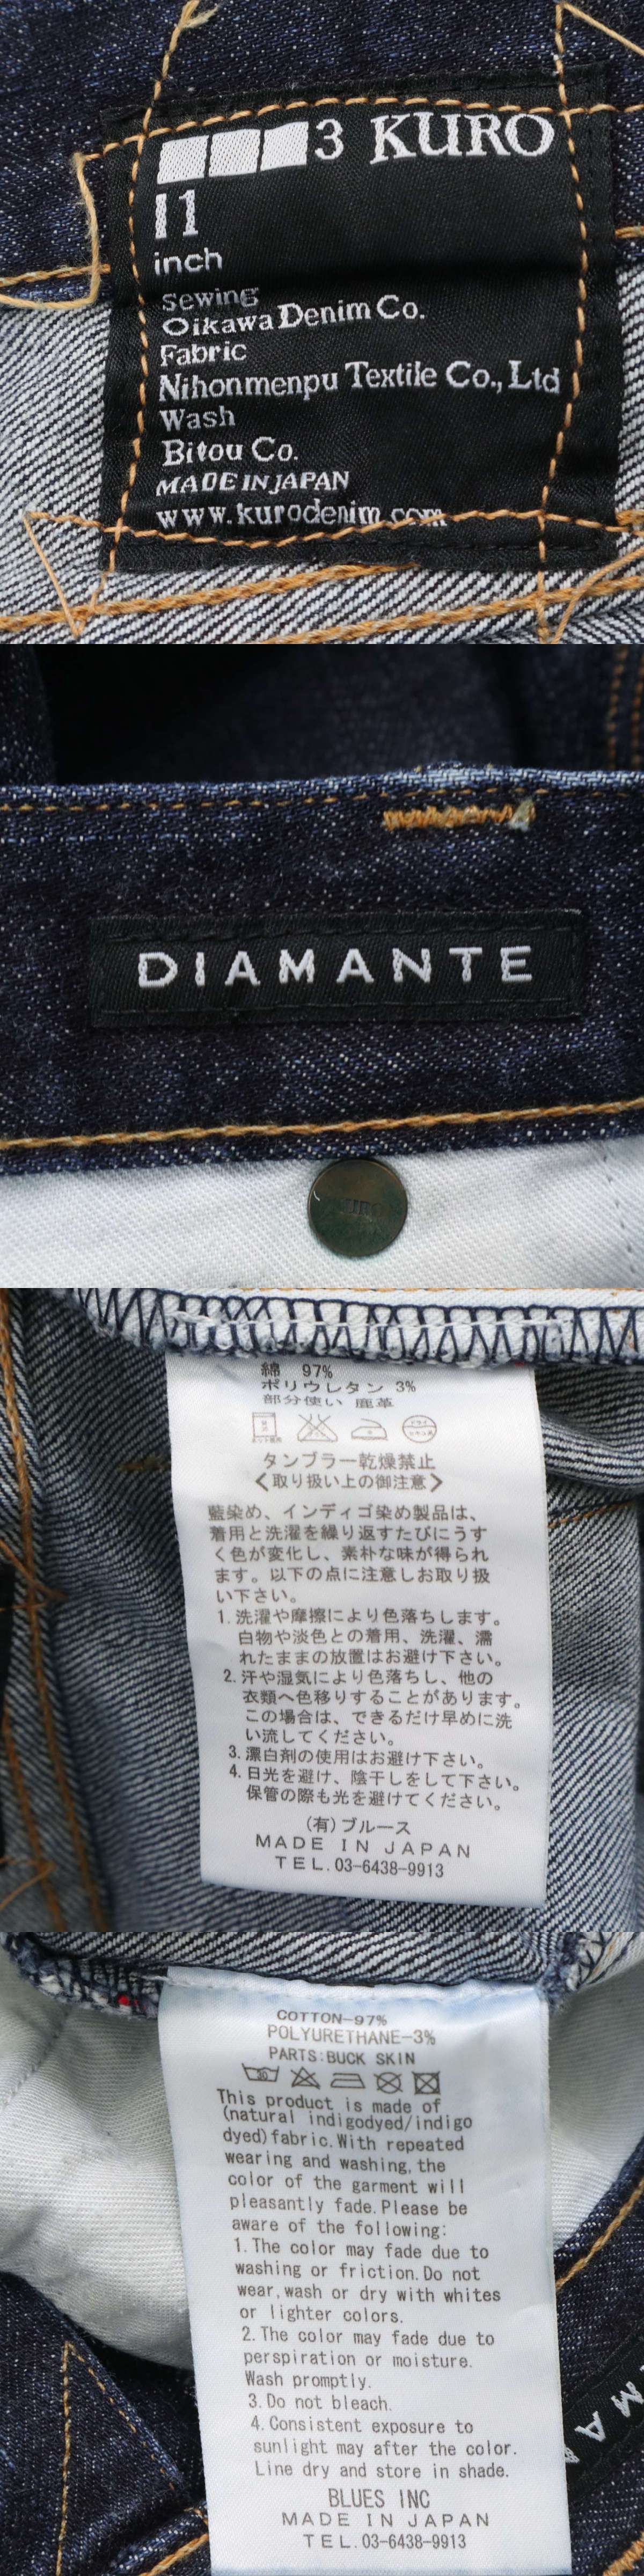 3 KURO
11
inch
Sewing
Oikawa Denim Co.
Fabric
Nihonmenpu Textile Co., Ltd
Wash
Bitou Co.
MADE IN JAPAN
www.kurodenim.com
DIAMANTE
KURO
綿 97%
ポリウレタン 3%
部分使い 鹿革
タンブラー乾燥禁止
<取り扱い上の御注意>
藍染め、インディゴ染め製品は、
着用と洗濯を繰り返すたびにうす
く色が変化し、素朴な味が得られ
ます。以下の点に注意しお取り扱
い下さい。
1. 洗濯や摩擦により色落ちします。
白物や淡色との着用、洗濯、濡
れたままの放置はお避け下さい。
2. 汗や湿気により色落ちし、他の
衣類へ色移りすることがあります。
この場合は、できるだけ早めに洗
い流してください。
3. 漂白剤の使用はお避け下さい。
4. 日光を避け、陰干しをして下さい。
保管の際も光を避けてください。
(有)ブルース
MADE IN JAPAN
TEL.03-6438-9913
COTTON-97%
POLYURETHANE-3%
PARTS:BUCK SKIN
30
This product is made of
(natural indigodyed/indigo
dyed)fabric.With repeated
wearing and washing,the
color of the garment will
pleasantly fade.Please be
aware of the following:
1.The color may fade due to
washing or friction.Do not
wear,wash or dry with whites
or lighter colors.
2.The color may fade due to
perspiration or moisture.
Wash promptly.
3.Do not bleach.
4.Consistent exposure to
sunlight may after the color.
Line dry and store in shade.
BLUES INC
MADE IN JAPAN
TEL.03-6438-9913
MA